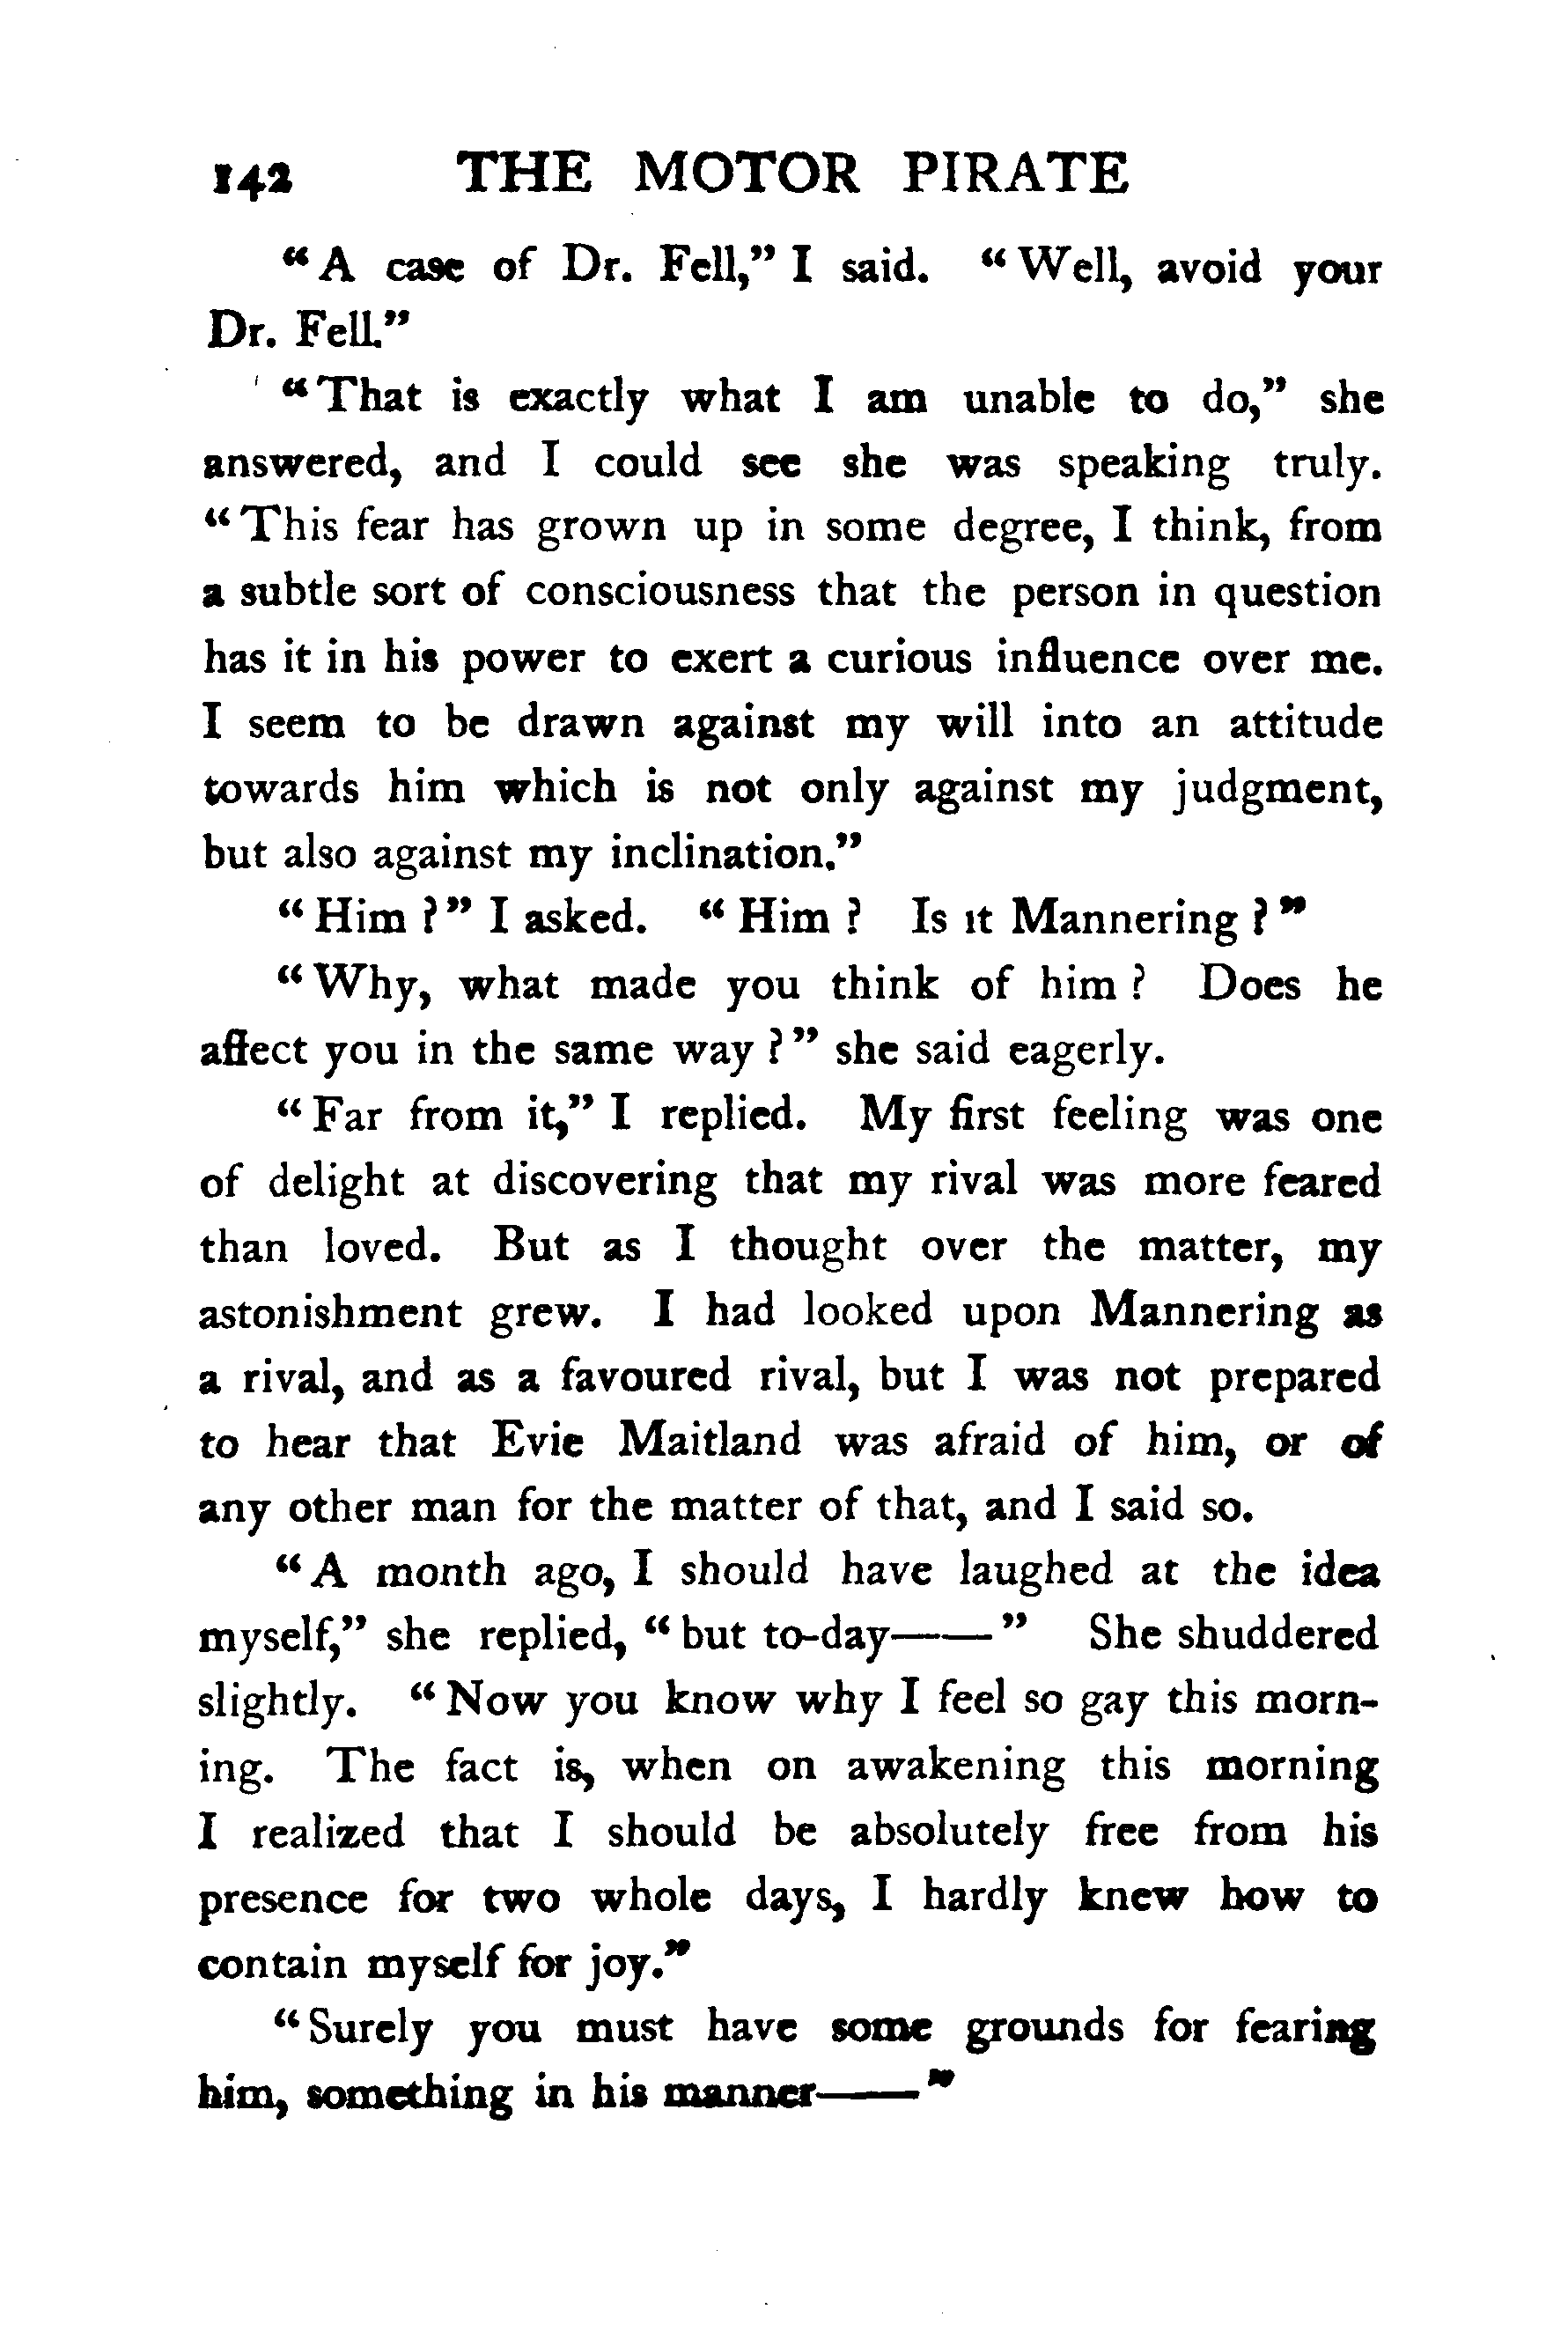 142 THE MOTOR PIRATE
“A case of Dr. Fell,” I said. “Well, avoid your
Dr. Fell.”
“That is exactly what I am unable to do,” she
answered, and I could see she was speaking truly.
“This fear has grown up in some degree, I think, from
a subtle sort of consciousness that the person in question
has it in his power to exert a curious influence over me.
I seem to be drawn against my will into an attitude
towards him which is not only against my judgment,
but also against my inclination.”
“Him ?” I asked. “Him ? Is it Mannering ?”
“Why, what made you think of him ? Does he
affect you in the same way ?” she said eagerly.
“Far from it,” I replied. My first feeling was one
of delight at discovering that my rival was more feared
than loved. But as I thought over the matter, my
astonishment grew. I had looked upon Mannering as
a rival, and as a favoured rival, but I was not prepared
to hear that Evie Maitland was afraid of him, or of
any other man for the matter of that, and I said so.
“A month ago, I should have laughed at the idea
myself,” she replied, “but to-day——” She shuddered
slightly. “Now you know why I feel so gay this morn-
ing. The fact is, when on awakening this morning
I realized that I should be absolutely free from his
presence for two whole days, I hardly knew how to
contain myself for joy.”
“Surely you must have some grounds for fearing
him, something in his manner——”